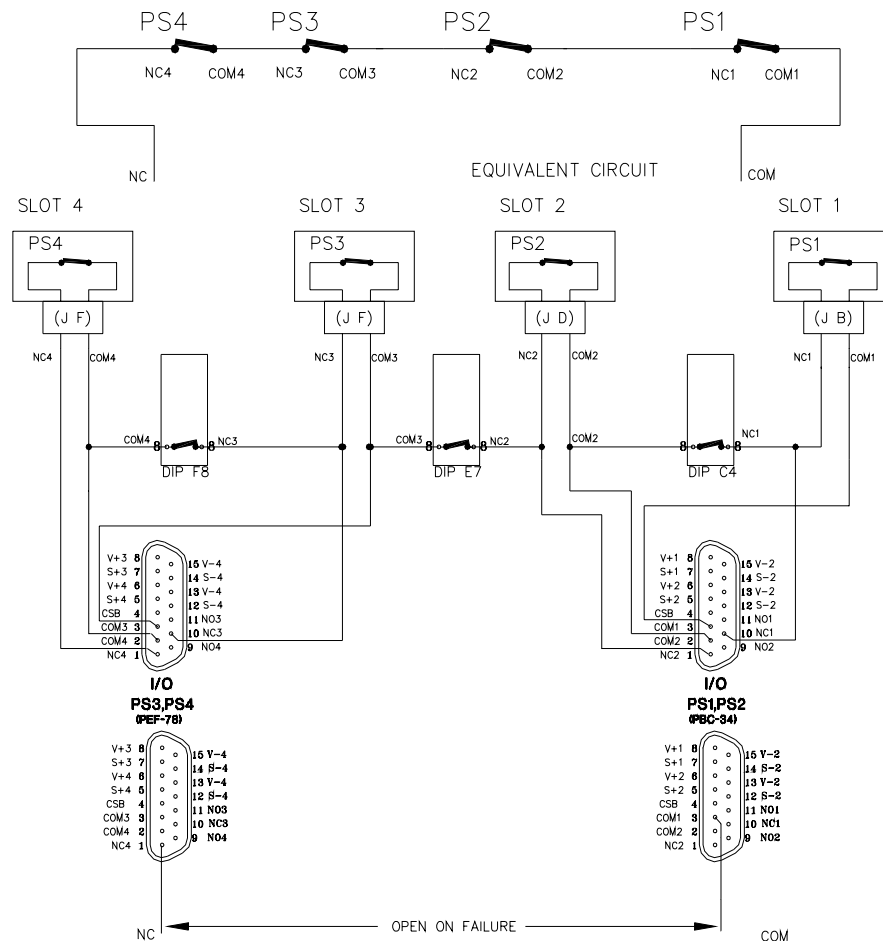 PS4 PS3 PS2 PS1
NC4 COM4 NC3 COM3 NC2 COM2 NC1 COM1
NC COM
EQUIVALENT CIRCUIT
SLOT 4 SLOT 3 SLOT 2 SLOT 1
PS4 PS3 PS2 PS1
(J F) (J F) (J D) (J B)
NC4 COM4 NC3 COM3 NC2 COM2 NC1 COM1
COM4 8 8 NC3 COM3 8 8 NC2 COM2 8 8 NC1
DIP F8 DIP E7 DIP C4
V+3 8
S+3 7
V+4 6
S+4 5
CSB 4
COM3 3
COM4 2
NC4 1
15 V-4
14 S-4
13 V-4
12 S-4
11 NO3
10 NC3
9 NO4
I/O
PS3,PS4
(PEF-78)
V+1 8
S+1 7
V+2 6
S+2 5
CSB 4
COM1 3
COM2 2
NC2 1
15 V-2
14 S-2
13 V-2
12 S-2
11 NO1
10 NC1
9 NO2
I/O
PS1,PS2
(PBC-34)
V+3 8
S+3 7
V+4 6
S+4 5
CSB 4
COM3 3
COM4 2
NC4 1
15 V-4
14 S-4
13 V-4
12 S-4
11 NO3
10 NC3
9 NO4
V+1 8
S+1 7
V+2 6
S+2 5
CSB 4
COM1 3
COM2 2
NC2 1
15 V-2
14 S-2
13 V-2
12 S-2
11 NO1
10 NC1
9 NO2
NC OPEN ON FAILURE COM